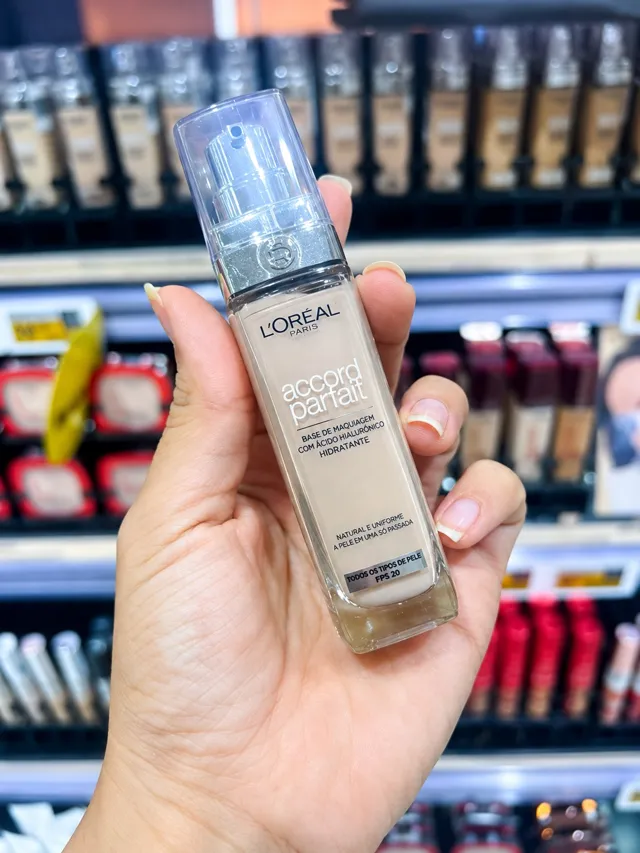 L'ORÉAL
PARIS
accord
parfait
BASE DE MAQUIAGEM
COM ÁCIDO HIALURÔNICO
HIDRATANTE
NATURAL E UNIFORME
A PELE EM UMA SÓ PASSADA
TODOS OS TIPOS DE PELE
FPS 20